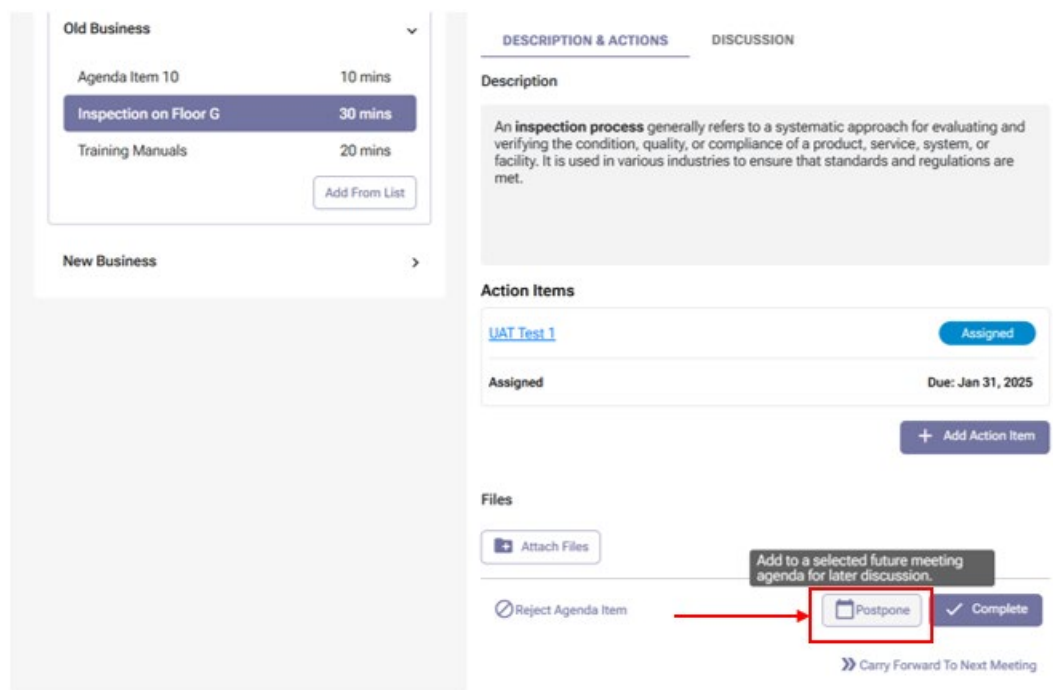 Old Business
Agenda Item 10 10 mins
Inspection on Floor G 30 mins
Training Manuals 20 mins
Add From List
New Business
DESCRIPTION & ACTIONS DISCUSSION
Description
An inspection process generally refers to a systematic approach for evaluating and
verifying the condition, quality, or compliance of a product, service, system, or
facility. It is used in various industries to ensure that standards and regulations are
met.
Action Items
UAT Test 1 Assigned
Assigned Due: Jan 31, 2025
+ Add Action Item
Files
Attach Files
Add to a selected future meeting
agenda for later discussion.
Reject Agenda Item Postpone Complete
Carry Forward To Next Meeting